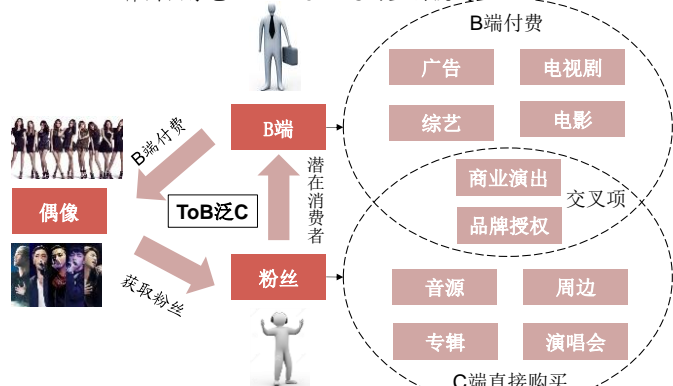 B端付费
广告
电视剧
综艺
电影
B端
B端付费
潜在消费者
ToB泛C
偶像
商业演出
交叉项
品牌授权
获取粉丝
粉丝
音源
周边
专辑
演唱会
C端直接购买